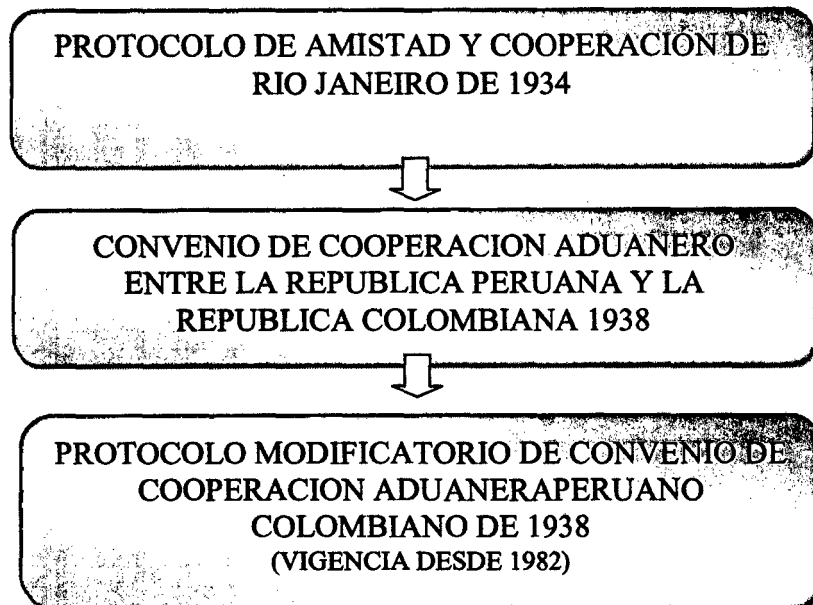 PROTOCOLO DE AMISTAD Y COOPERACIÓN DE
RIO JANEIRO DE 1934
CONVENIO DE COOPERACION ADUANERO
ENTRE LA REPUBLICA PERUANA Y LA
REPUBLICA COLOMBIANA 1938
PROTOCOLO MODIFICATORIO DE CONVENIO DE
COOPERACION ADUANERAPERUANO
COLOMBIANO DE 1938
(VIGENCIA DESDE 1982)